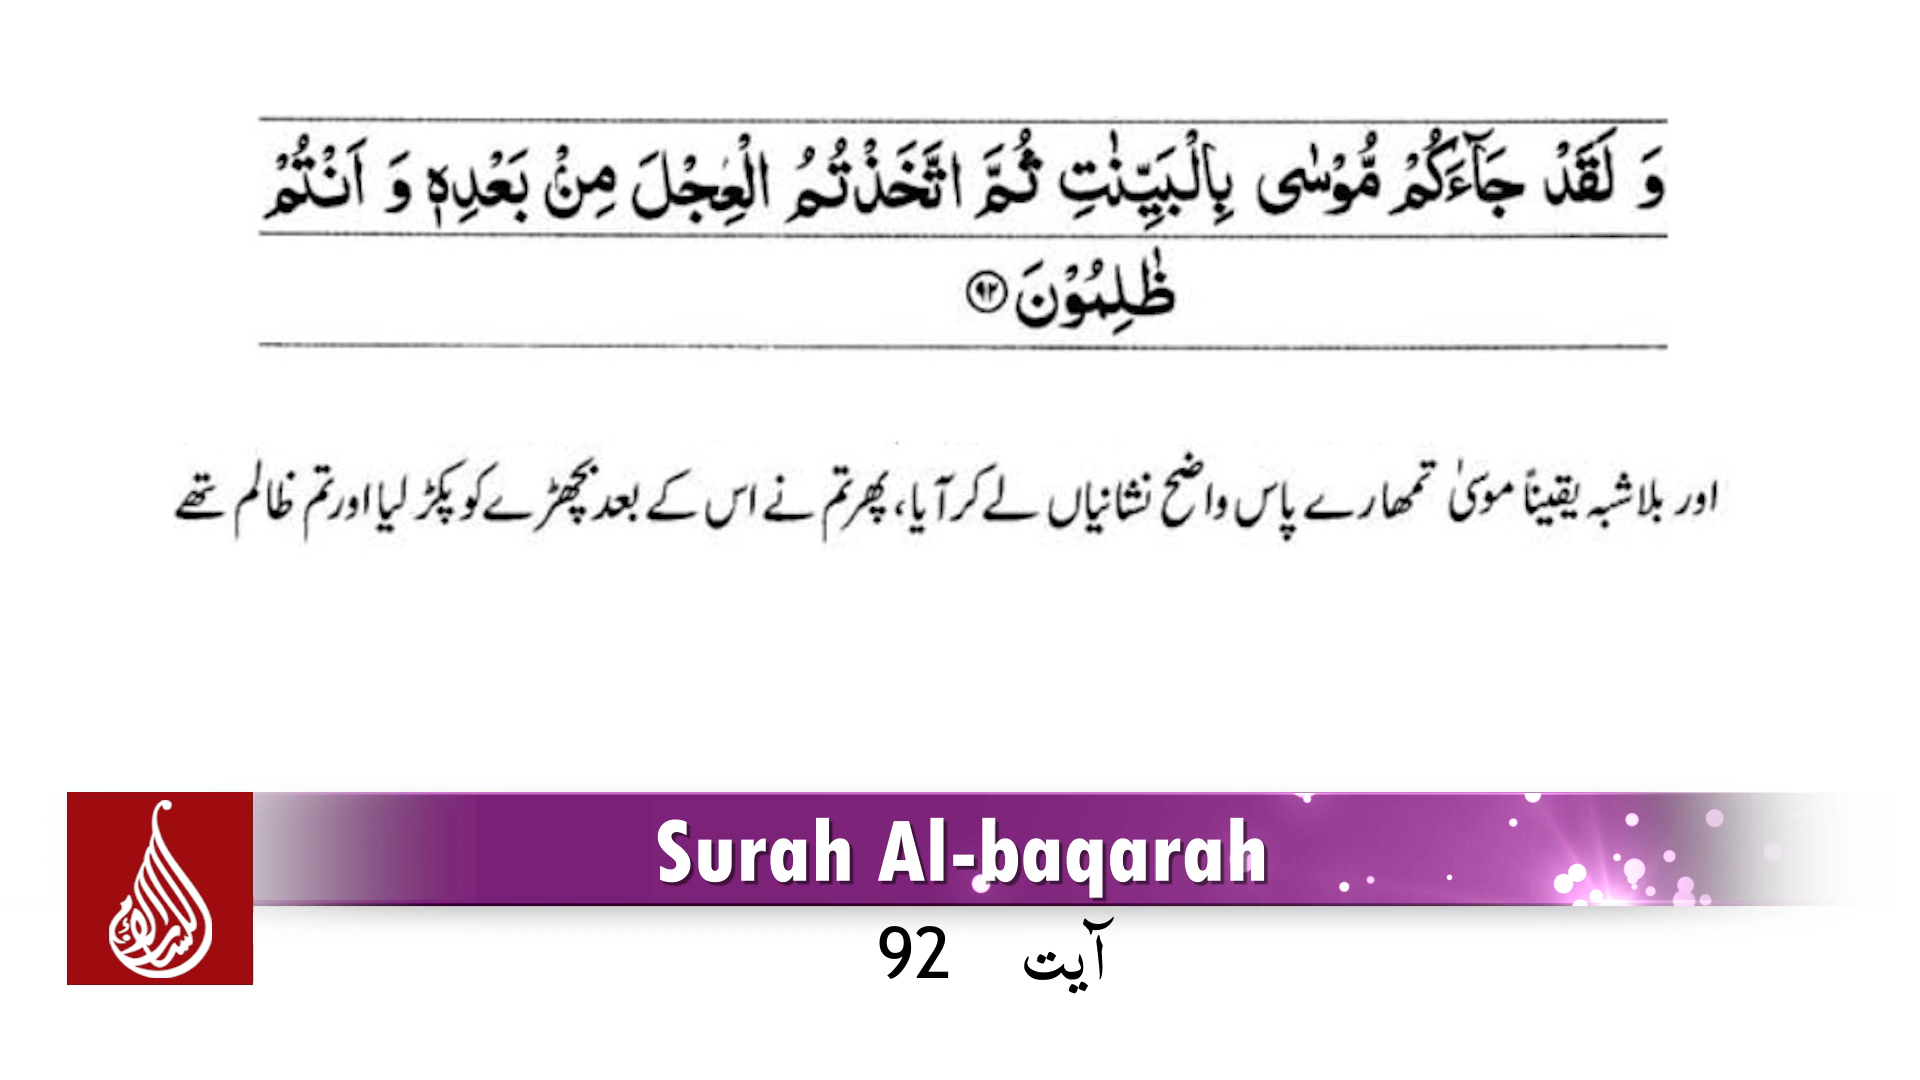 وَ لَقَدْ جَآءَكُمْ مُّوْسٰى بِالْبَيِّنٰتِ ثُمَّ اتَّخَذْتُمُ الْعِجْلَ مِنْۢ بَعْدِهٖ وَ اَنْتُمْ
ظٰلِمُوْنَ ﴿۹۲﴾
اور بلاشبہ یقیناً موسیٰ تمھارے پاس واضح نشانیاں لے کر آیا، پھر تم نے اس کے بعد بچھڑے کو پکڑ لیا اور تم ظالم تھے
Surah Al-baqarah
آیت 92